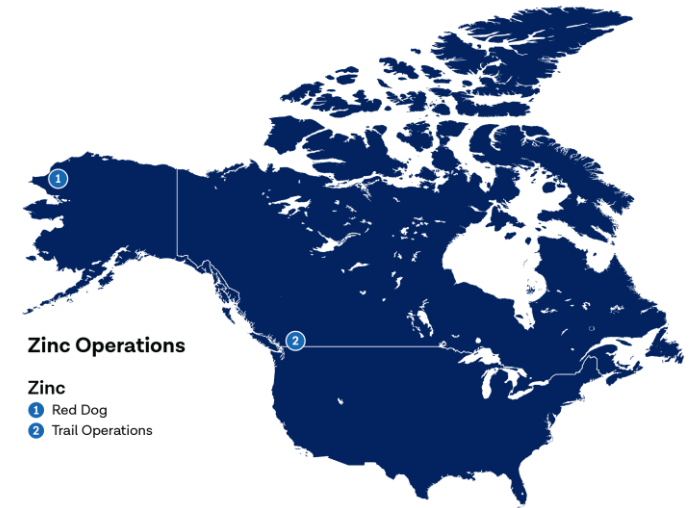 1
2
Zinc Operations
Zinc
1 Red Dog
2 Trail Operations